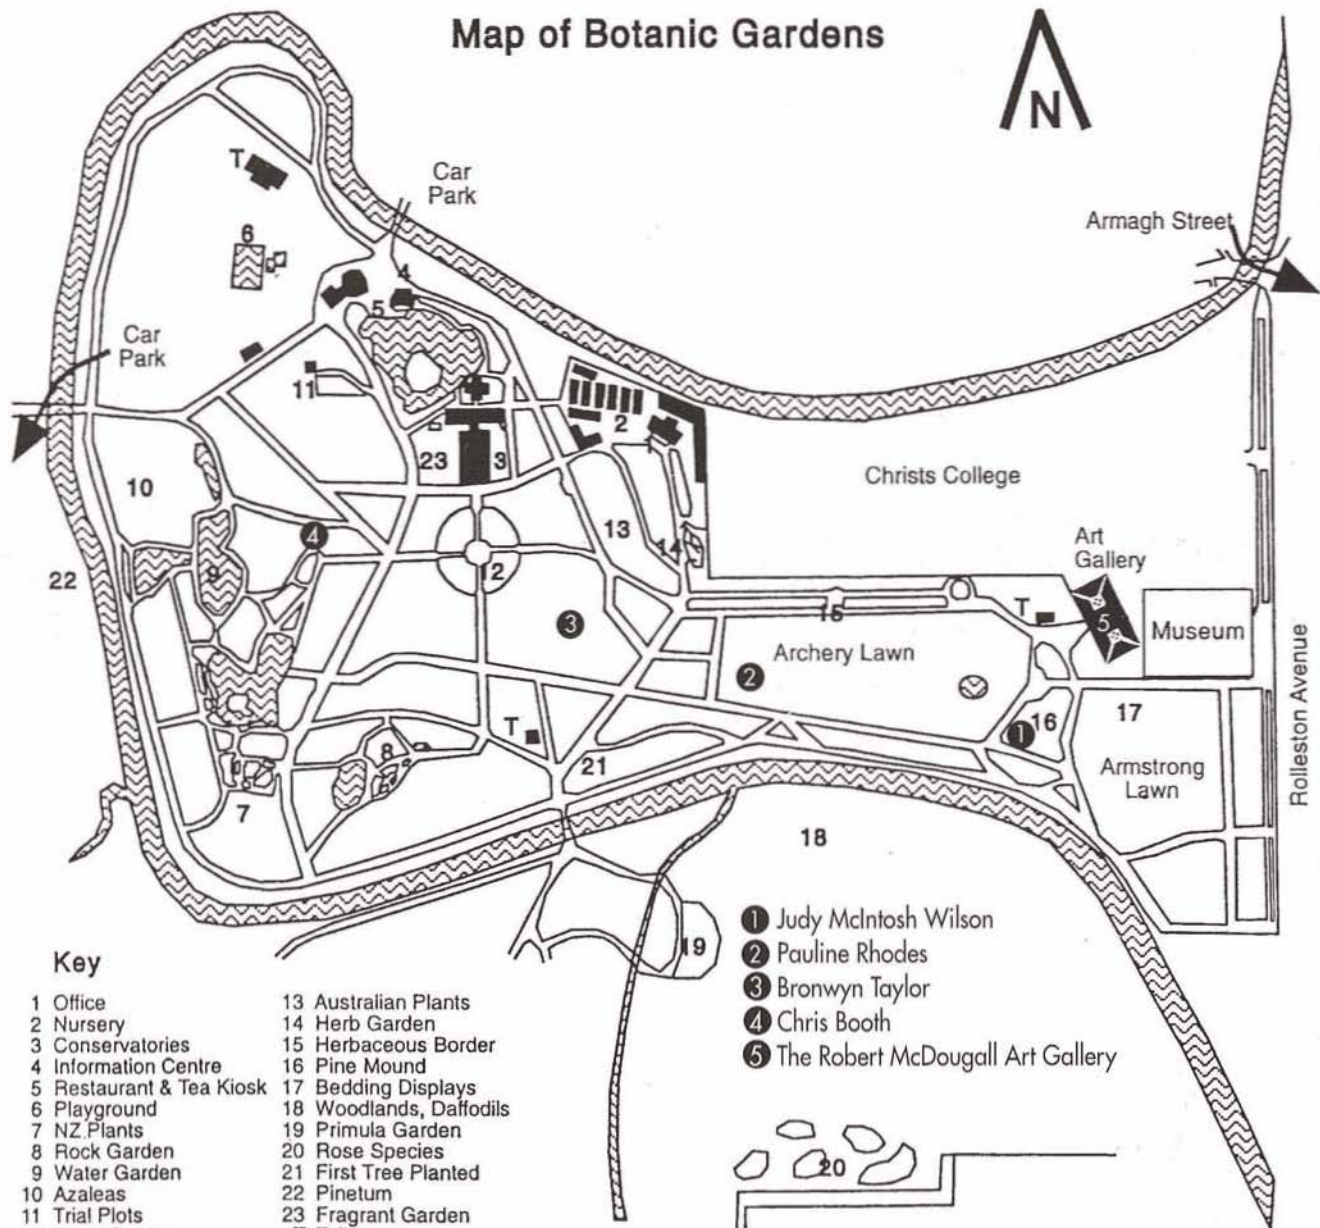 Map of Botanic Gardens
N
Car
Park
T
6
Armagh Street
4
5
Car
Park
11
2
1
23
3
Christs College
10
13
4
14
Art
Gallery
22
9
12
T
15
5
Museum
3
Archery Lawn
2
Rolleston Avenue
16
17
1
T
8
21
Armstrong
Lawn
7
18
19
1 Judy McIntosh Wilson
2 Pauline Rhodes
3 Bronwyn Taylor
4 Chris Booth
5 The Robert McDougall Art Gallery
20
Key
1 Office
2 Nursery
3 Conservatories
4 Information Centre
5 Restaurant & Tea Kiosk
6 Playground
7 NZ.Plants
8 Rock Garden
9 Water Garden
10 Azaleas
11 Trial Plots
13 Australian Plants
14 Herb Garden
15 Herbaceous Border
16 Pine Mound
17 Bedding Displays
18 Woodlands, Daffodils
19 Primula Garden
20 Rose Species
21 First Tree Planted
22 Pinetum
23 Fragrant Garden